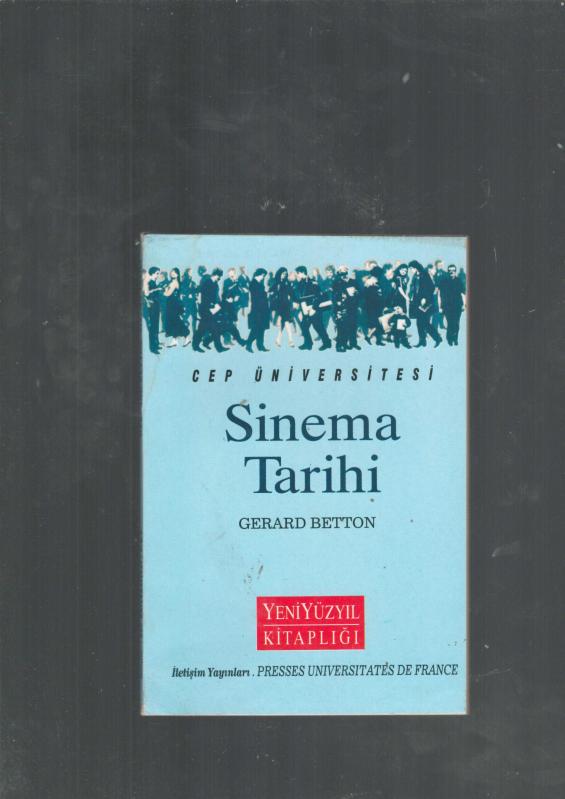 CEP ÜNİVERSİTESİ
Sinema
Tarihi
GERARD BETTON
YENİYÜZYIL
KİTAPLIĞI
İletişim Yayınları . PRESSES UNIVERSITATES DE FRANCE